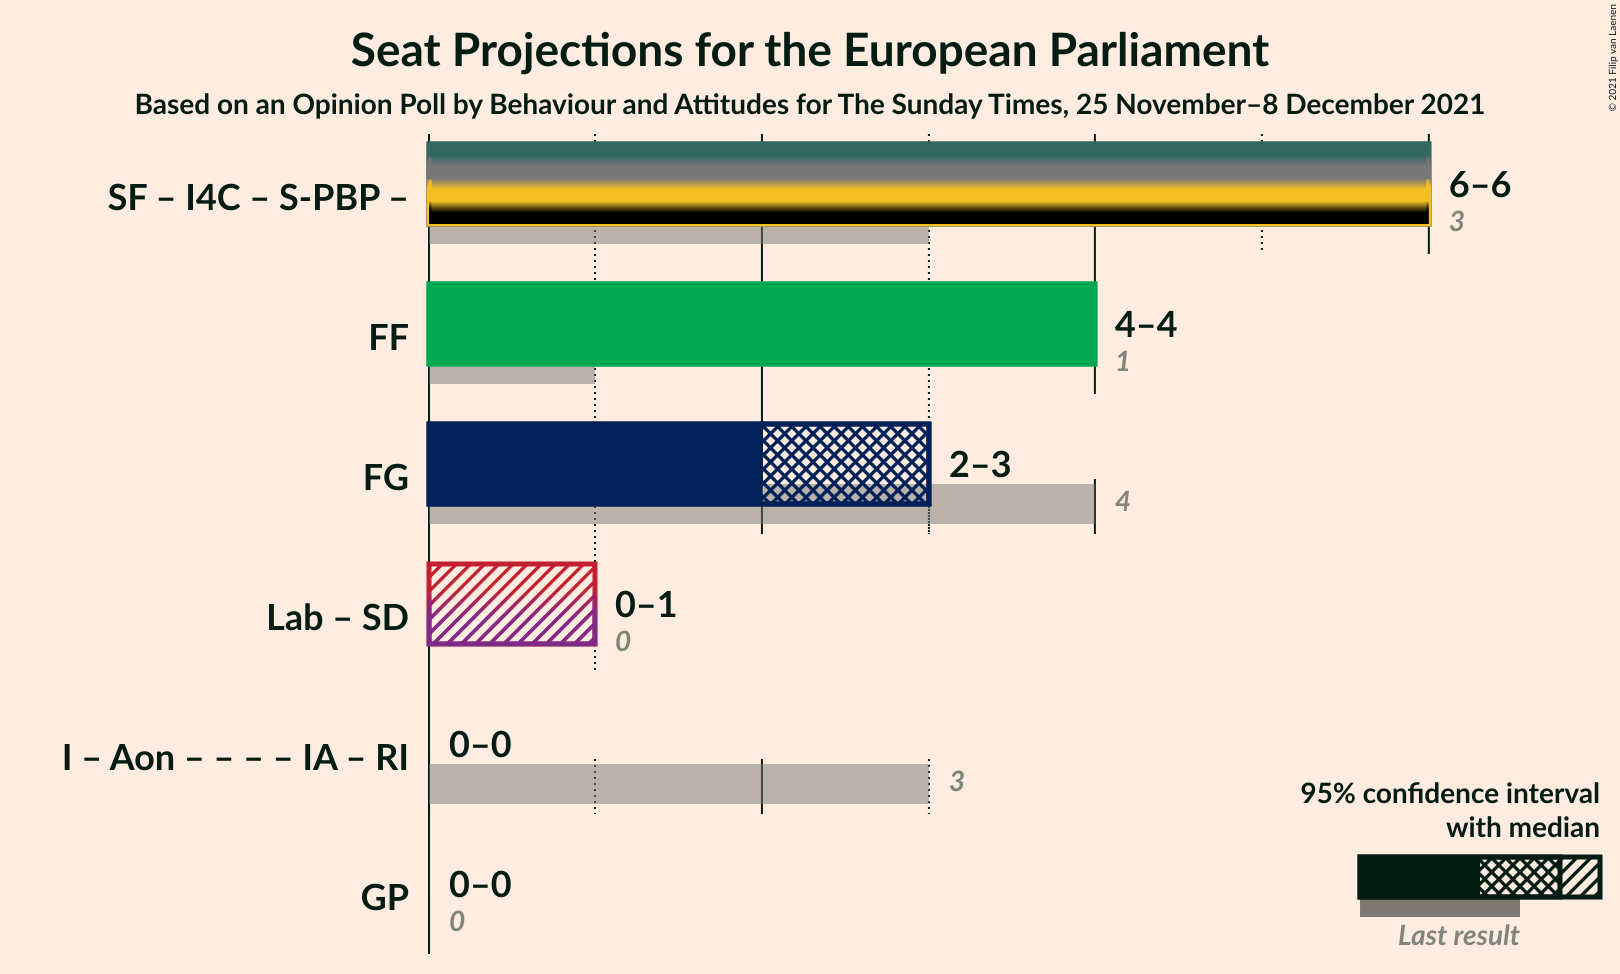 Seat Projections for the European Parliament
Based on an Opinion Poll by Behaviour and Attitudes for The Sunday Times, 25 November–8 December 2021
© 2021 Filip van Laenen
SF – I4C – S-PBP –
6–6
3
FF
4–4
1
FG
2–3
4
Lab – SD
0–1
0
I – Aon – – – – IA – RI
0–0
3
GP
0–0
0
95% confidence interval
with median
Last result